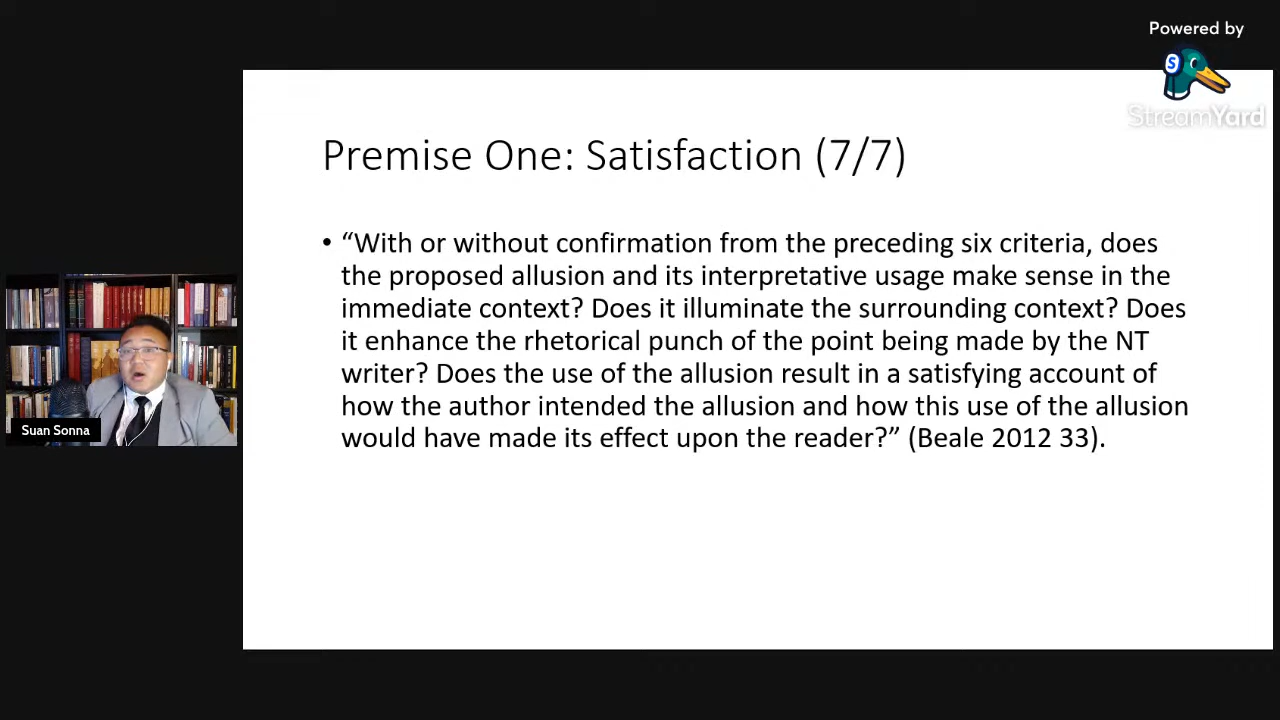 Powered by
S
StreamYard
Premise One: Satisfaction (7/7)
• “With or without confirmation from the preceding six criteria, does
the proposed allusion and its interpretative usage make sense in the
immediate context? Does it illuminate the surrounding context? Does
it enhance the rhetorical punch of the point being made by the NT
writer? Does the use of the allusion result in a satisfying account of
how the author intended the allusion and how this use of the allusion
would have made its effect upon the reader?” (Beale 2012 33).
Suan Sonna